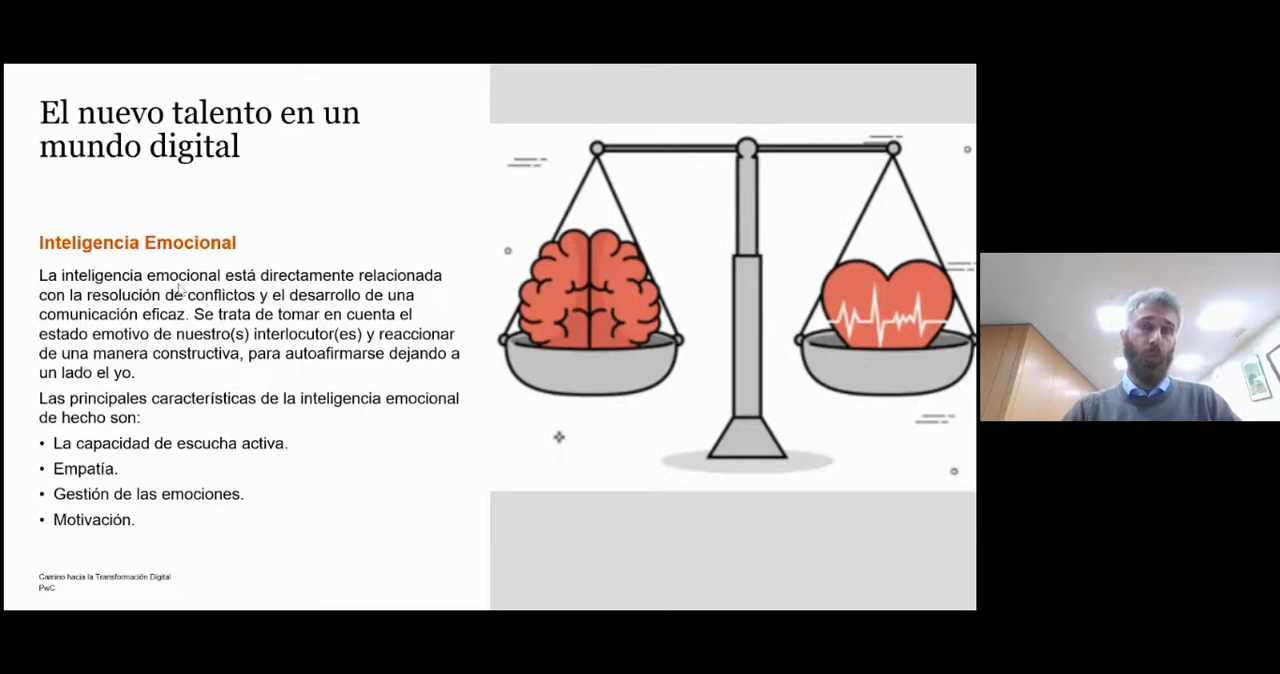 El nuevo talento en un
mundo digital
Inteligencia Emocional
La inteligencia emocional está directamente relacionada
con la resolución de conflictos y el desarrollo de una
comunicación eficaz. Se trata de tomar en cuenta el
estado emotivo de nuestro(s) interlocutor(es) y reaccionar
de una manera constructiva, para autoafirmarse dejando a
un lado el yo.
Las principales características de la inteligencia emocional
de hecho son:
• La capacidad de escucha activa.
• Empatía.
• Gestión de las emociones.
• Motivación.
Camino hacia la Transformación Digital
PwC